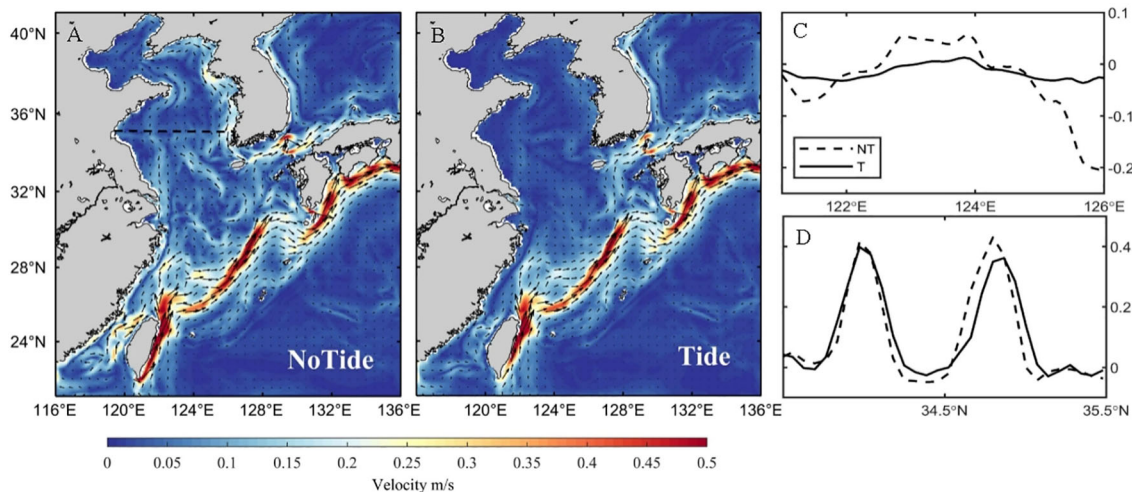 A
B
C
D
40°N
36°N
32°N
28°N
24°N
116°E 120°E 124°E 128°E 132°E 136°E
NoTide
116°E 120°E 124°E 128°E 132°E 136°E
Tide
0.1
0
-0.1
-0.2
NT
T
122°E 124°E 126°E
0.4
0.2
0
34.5°N 35.5°N
0 0.05 0.1 0.15 0.2 0.25 0.3 0.35 0.4 0.45 0.5
Velocity m/s